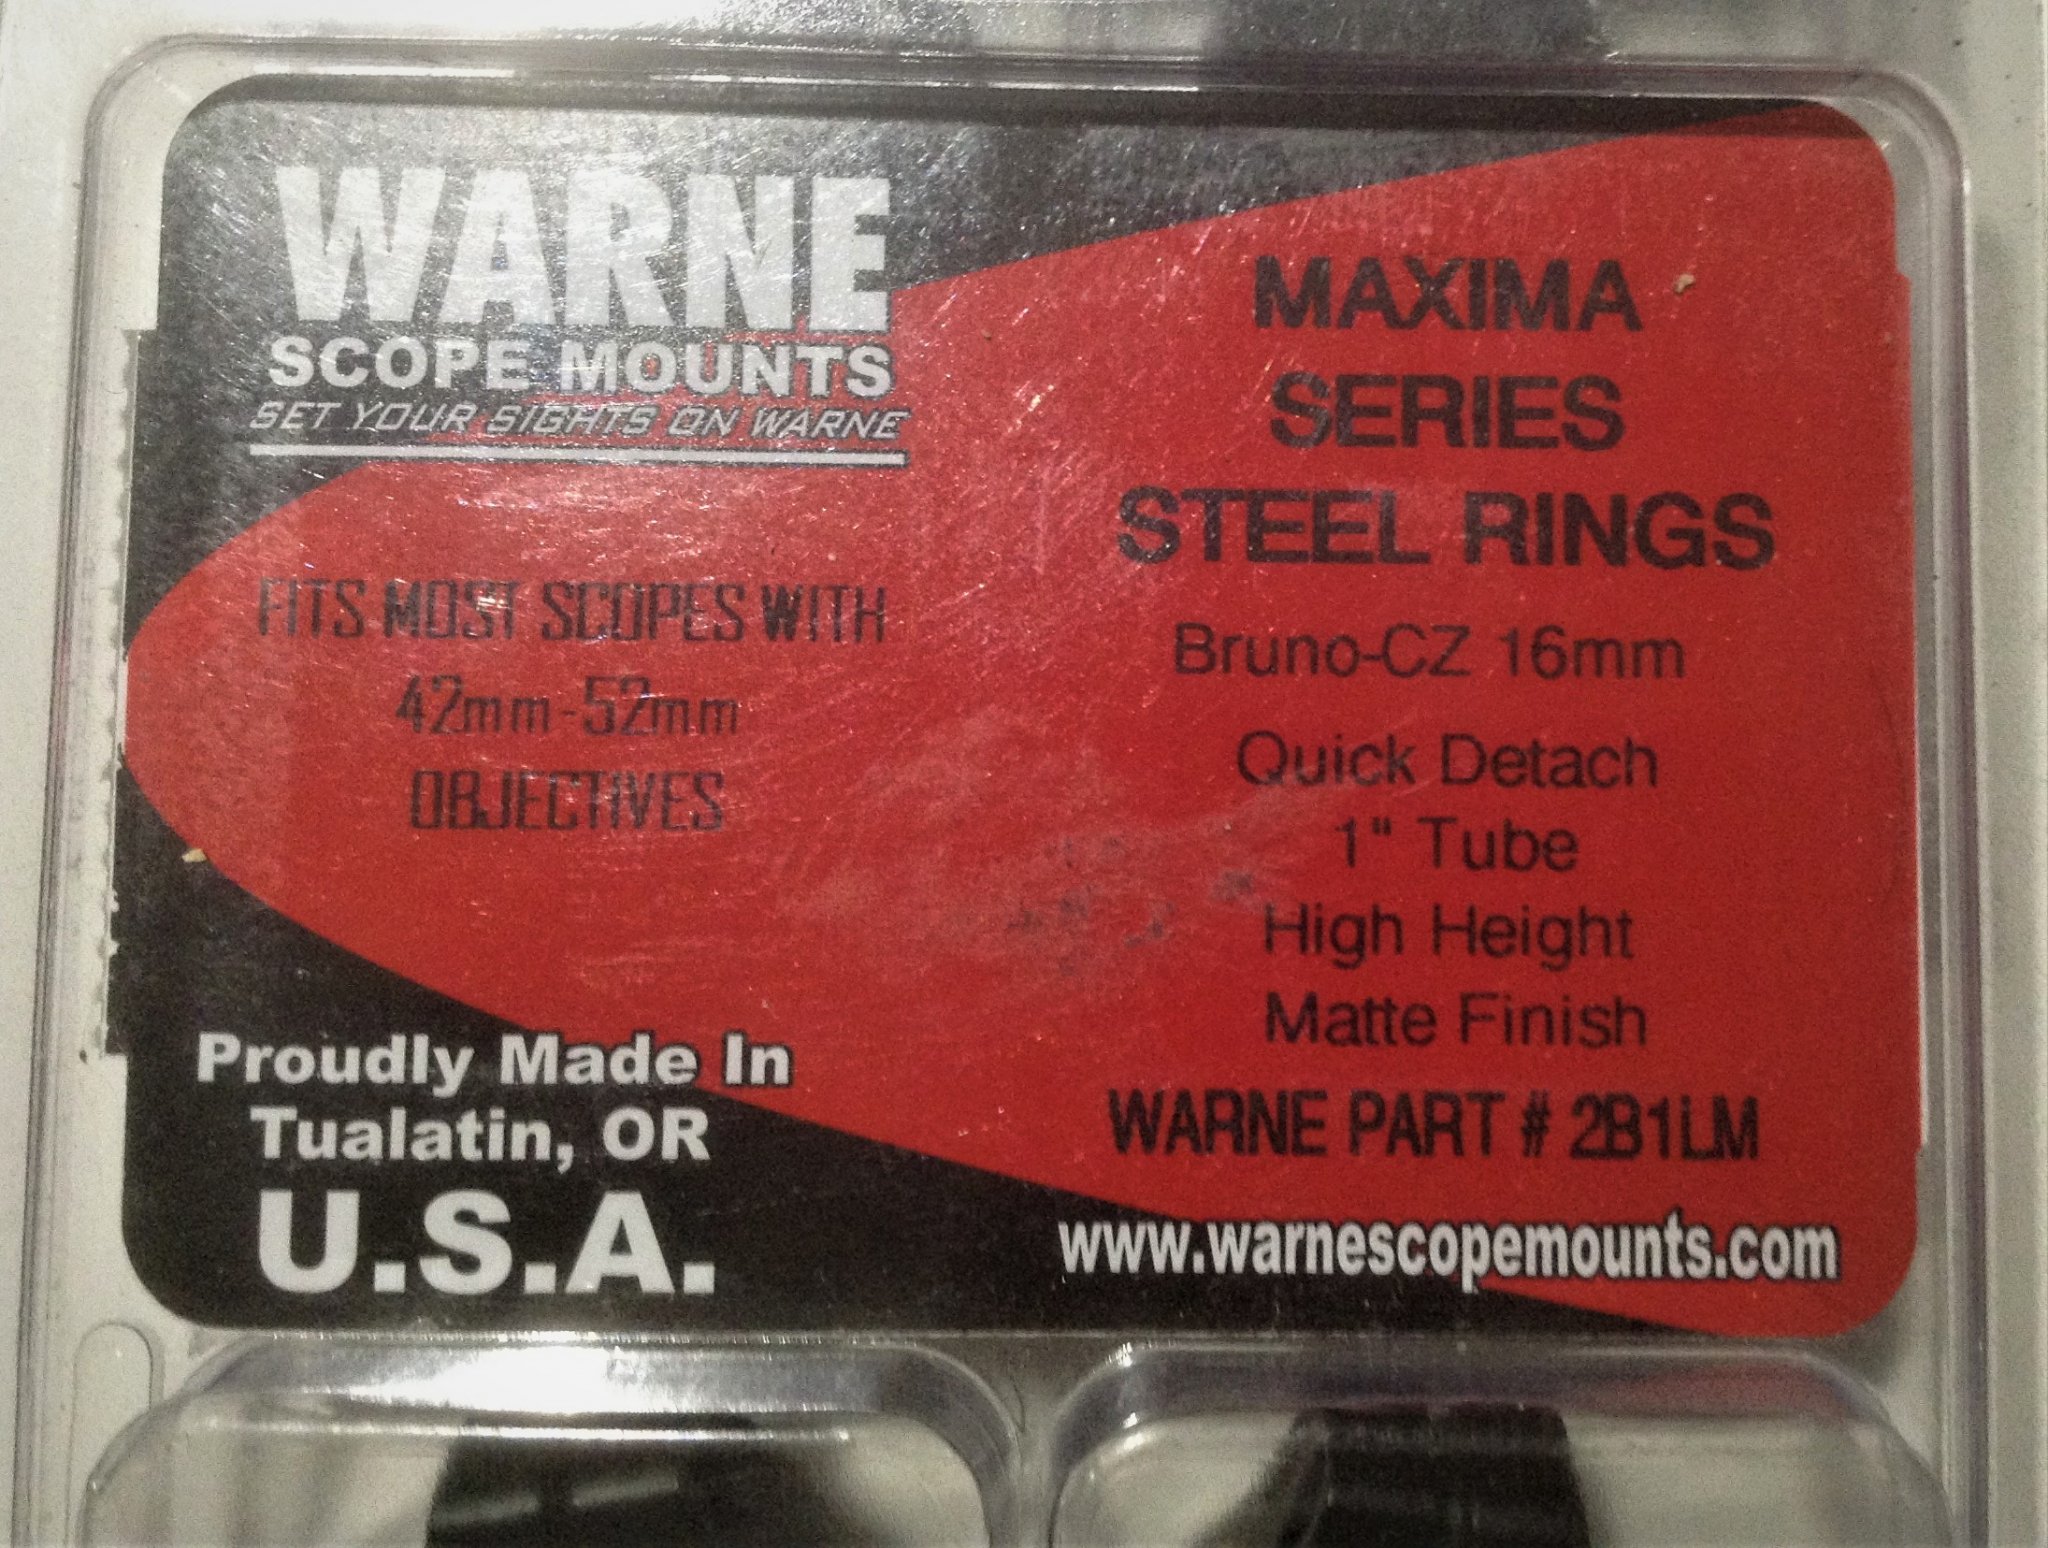 WARNE
SCOPE MOUNTS
SET YOUR SIGHTS ON WARNE
FITS MOST SCOPES WITH
42mm-52mm
OBJECTIVES
Proudly Made In
Tualatin, OR
U.S.A.
MAXIMA
SERIES
STEEL RINGS
Bruno-CZ 16mm
Quick Detach
1" Tube
High Height
Matte Finish
WARNE PART # 2B1LM
www.warnescopemounts.com